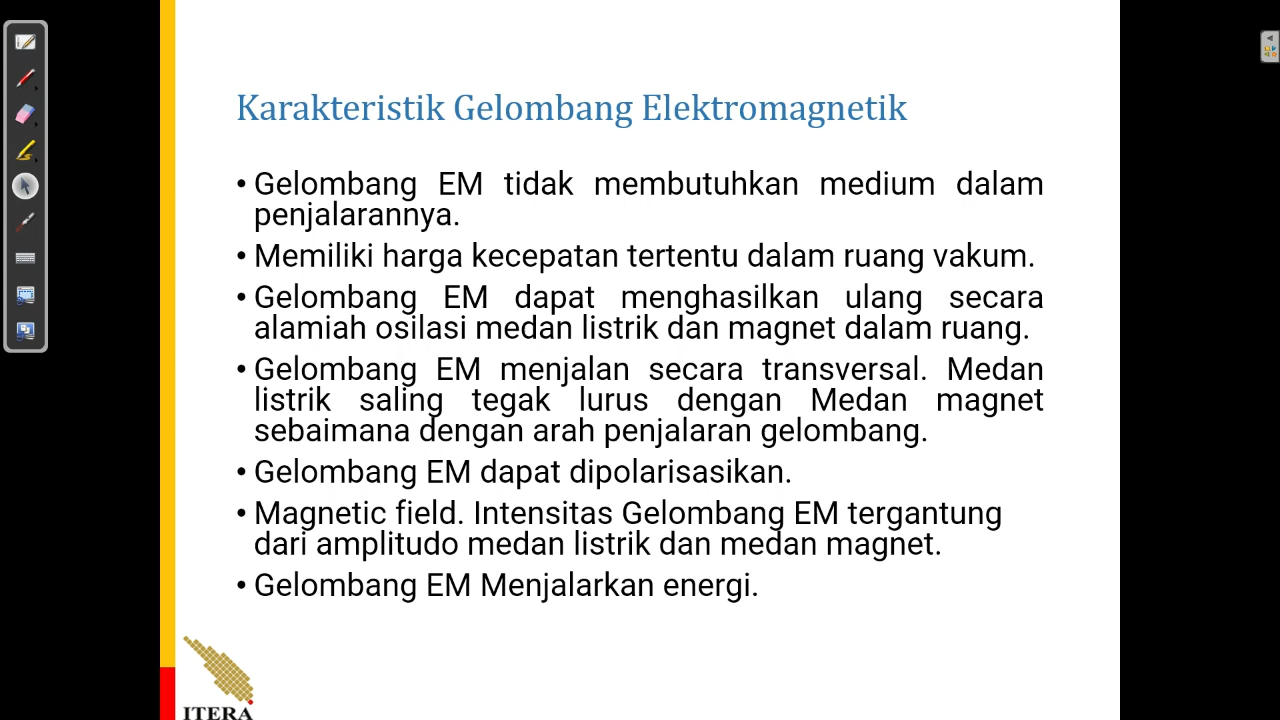 Karakteristik Gelombang Elektromagnetik
• Gelombang EM tidak membutuhkan medium dalam
penjalarannya.
• Memiliki harga kecepatan tertentu dalam ruang vakum.
• Gelombang EM dapat menghasilkan ulang secara
alamiah osilasi medan listrik dan magnet dalam ruang.
• Gelombang EM menjalan secara transversal. Medan
listrik saling tegak lurus dengan Medan magnet
sebaimana dengan arah penjalaran gelombang.
• Gelombang EM dapat dipolarisasikan.
• Magnetic field. Intensitas Gelombang EM tergantung
dari amplitudo medan listrik dan medan magnet.
• Gelombang EM Menjalarkan energi.
ITERA